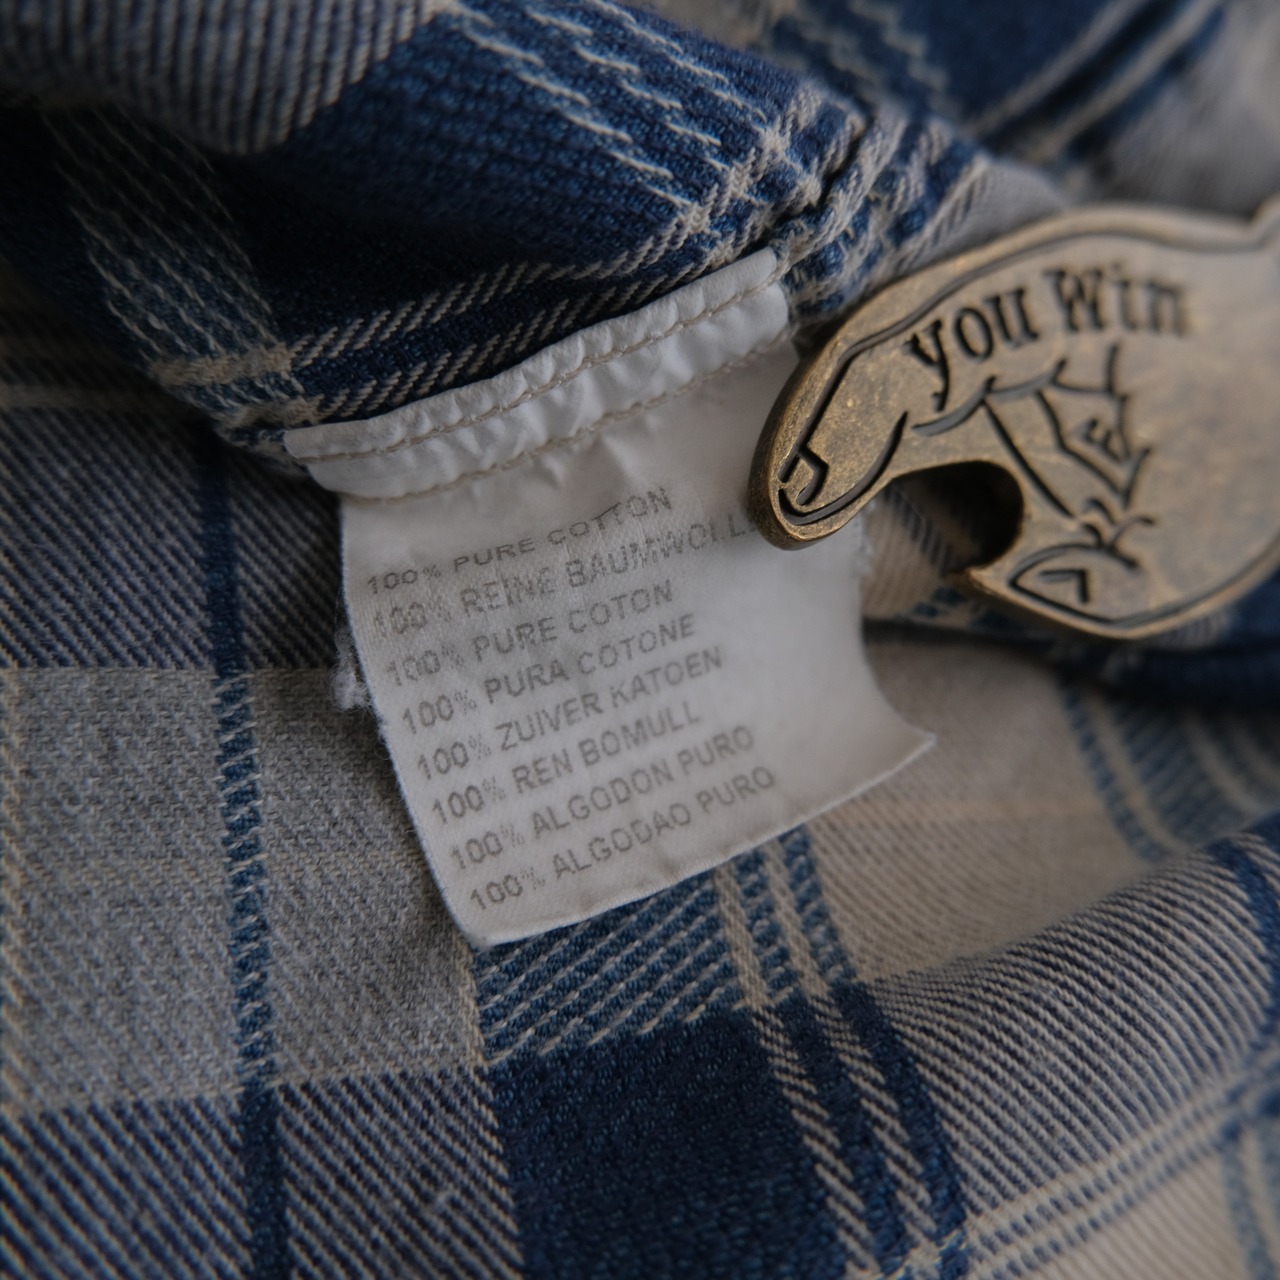 you Win
100% PURE COTTON
100% REINE BAUMWOLL
100% PURE COTON
100% PURA COTONE
100% ZUIVER KATOEN
100% REN BOMULL
100% ALGODON PURO
100% ALGODAO PURO